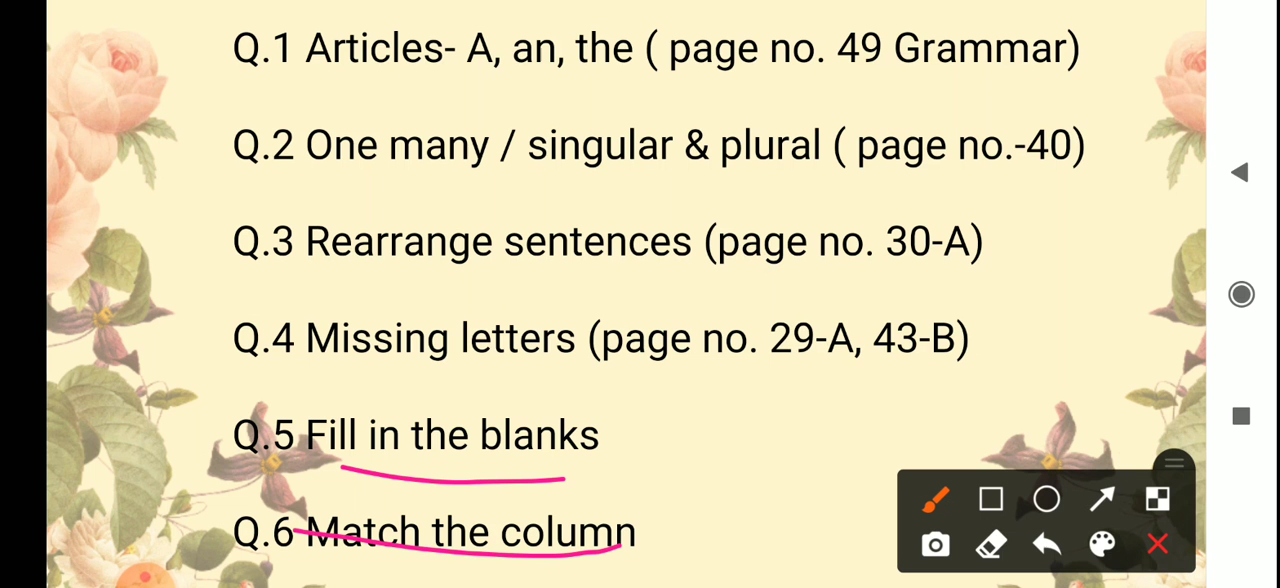 Q.1 Articles- A, an, the ( page no. 49 Grammar)
Q.2 One many / singular & plural ( page no.-40)
Q.3 Rearrange sentences (page no. 30-A)
Q.4 Missing letters (page no. 29-A, 43-B)
Q.5 Fill in the blanks
Q.6 Match the column